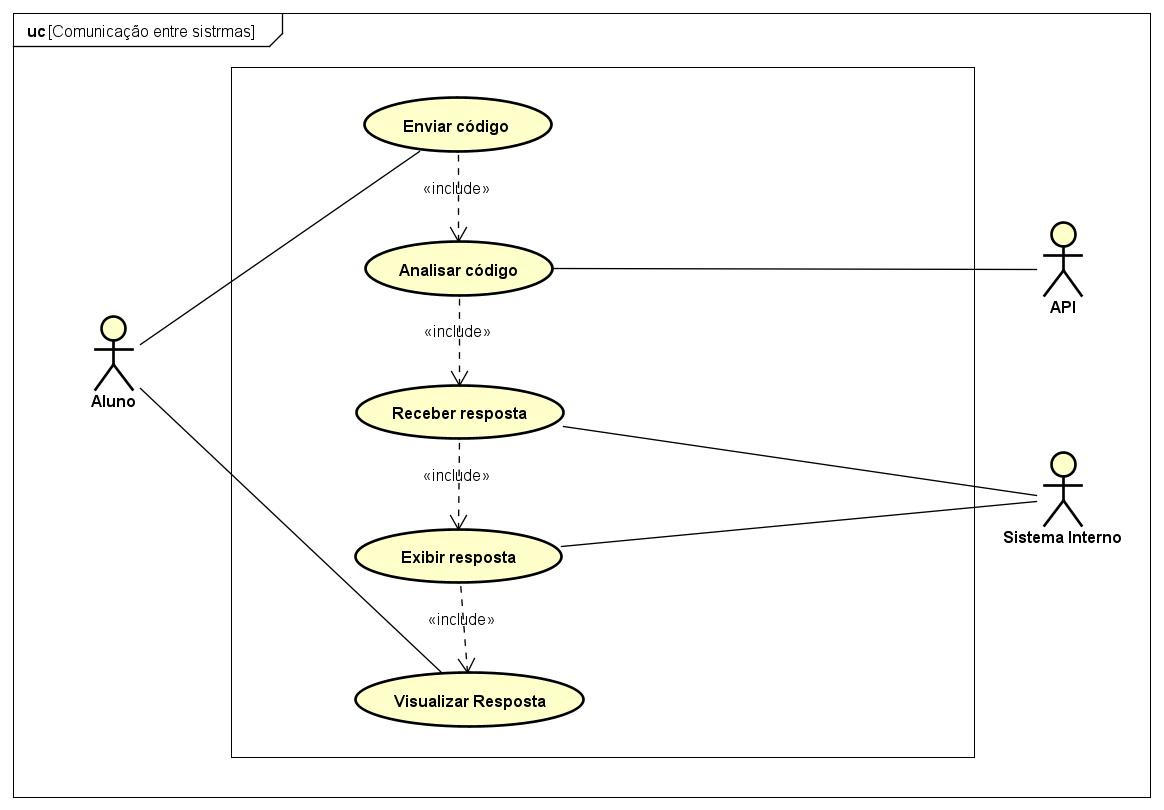 uc [Comunicação entre sistrmas]
Enviar código
«include»
Analisar código
API
«include»
Aluno
Receber resposta
«include»
Sistema Interno
Exibir resposta
«include»
Visualizar Resposta